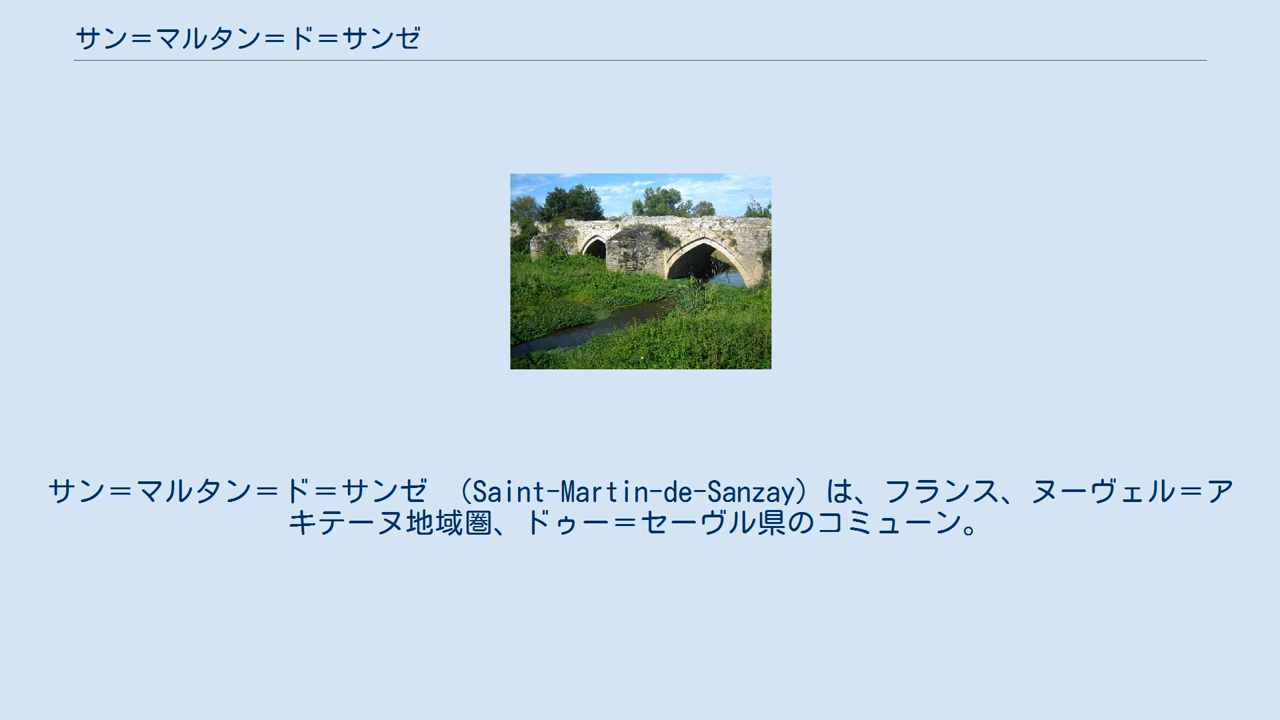 サン＝マルタン＝ド＝サンゼ
サン＝マルタン＝ド＝サンゼ （Saint-Martin-de-Sanzay）は、フランス、ヌーヴェル＝ア
キテーヌ地域圏、ドゥー＝セーヴル県のコミューン。